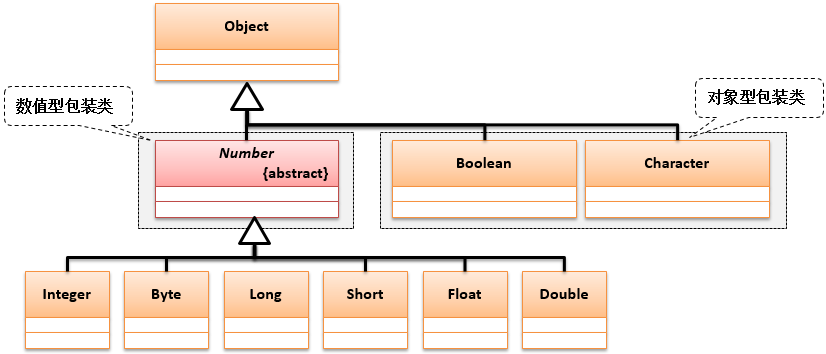 Object
数值型包装类
对象型包装类
Number
{abstract}
Boolean
Character
Integer
Byte
Long
Short
Float
Double